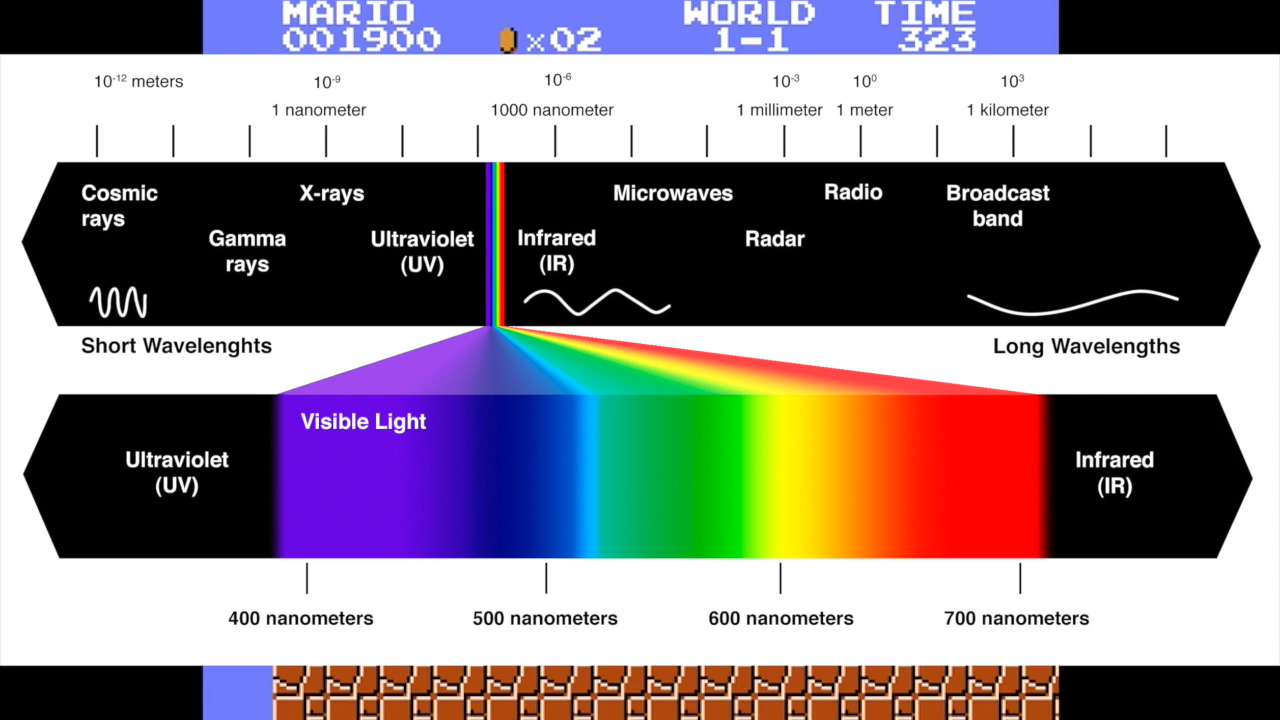 MARIO WORLD TIME
001900 x02 1-1 323
10-12 meters 10-9 10-6 10-3 100 103
1 nanometer 1000 nanometer 1 millimeter 1 meter 1 kilometer
Cosmic
rays
X-rays
Microwaves
Radio
Broadcast
band
Gamma
rays
Ultraviolet
(UV)
Infrared
(IR)
Radar
Short Wavelenghts
Long Wavelengths
Visible Light
Ultraviolet
(UV)
Infrared
(IR)
400 nanometers 500 nanometers 600 nanometers 700 nanometers